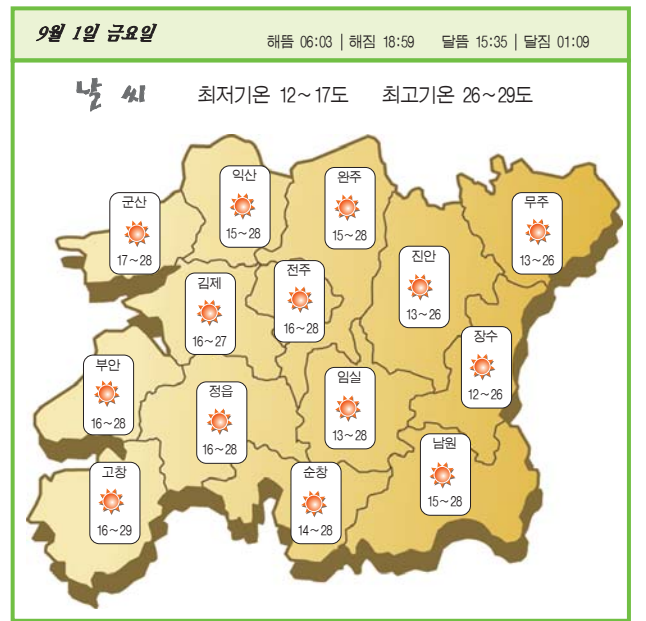 9월 1일 금요일
해뜸 06:03 | 해짐 18:59 달뜸 15:35 | 달짐 01:09
날 씨 최저기온 12~17도 최고기온 26~29도
군산
17~28
익산
15~28
완주
15~28
무주
13~26
김제
16~27
전주
16~28
진안
13~26
장수
12~26
부안
16~28
정읍
16~28
임실
13~28
남원
15~28
고창
16~29
순창
14~28